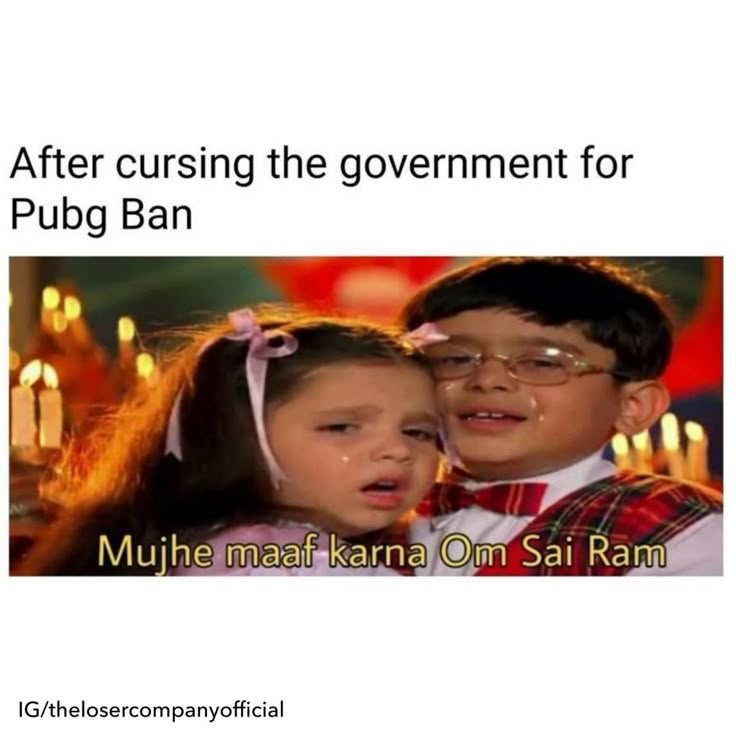 After cursing the government for
Pubg Ban
Mujhe maaf karna Om Sai Ram
IG/thelosercompanyofficial